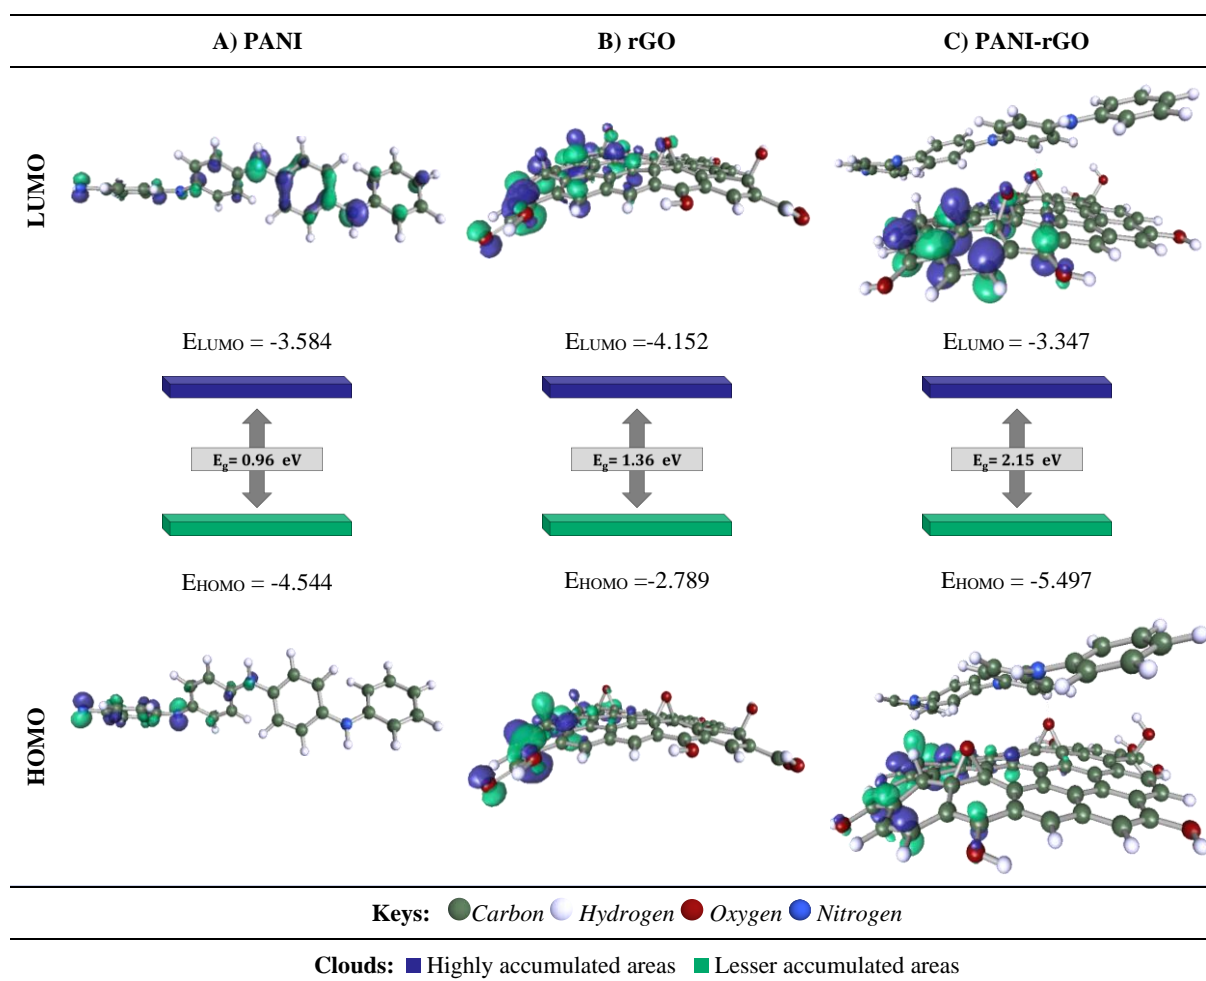 A) PANI B) rGO C) PANI-rGO
LUMO
ELUMO = -3.584 ELUMO =-4.152 ELUMO = -3.347
Eg= 0.96 eV Eg= 1.36 eV Eg= 2.15 eV
EHOMO = -4.544 EHOMO =-2.789 EHOMO = -5.497
HOMO
Keys: Carbon Hydrogen Oxygen Nitrogen
Clouds: Highly accumulated areas Lesser accumulated areas